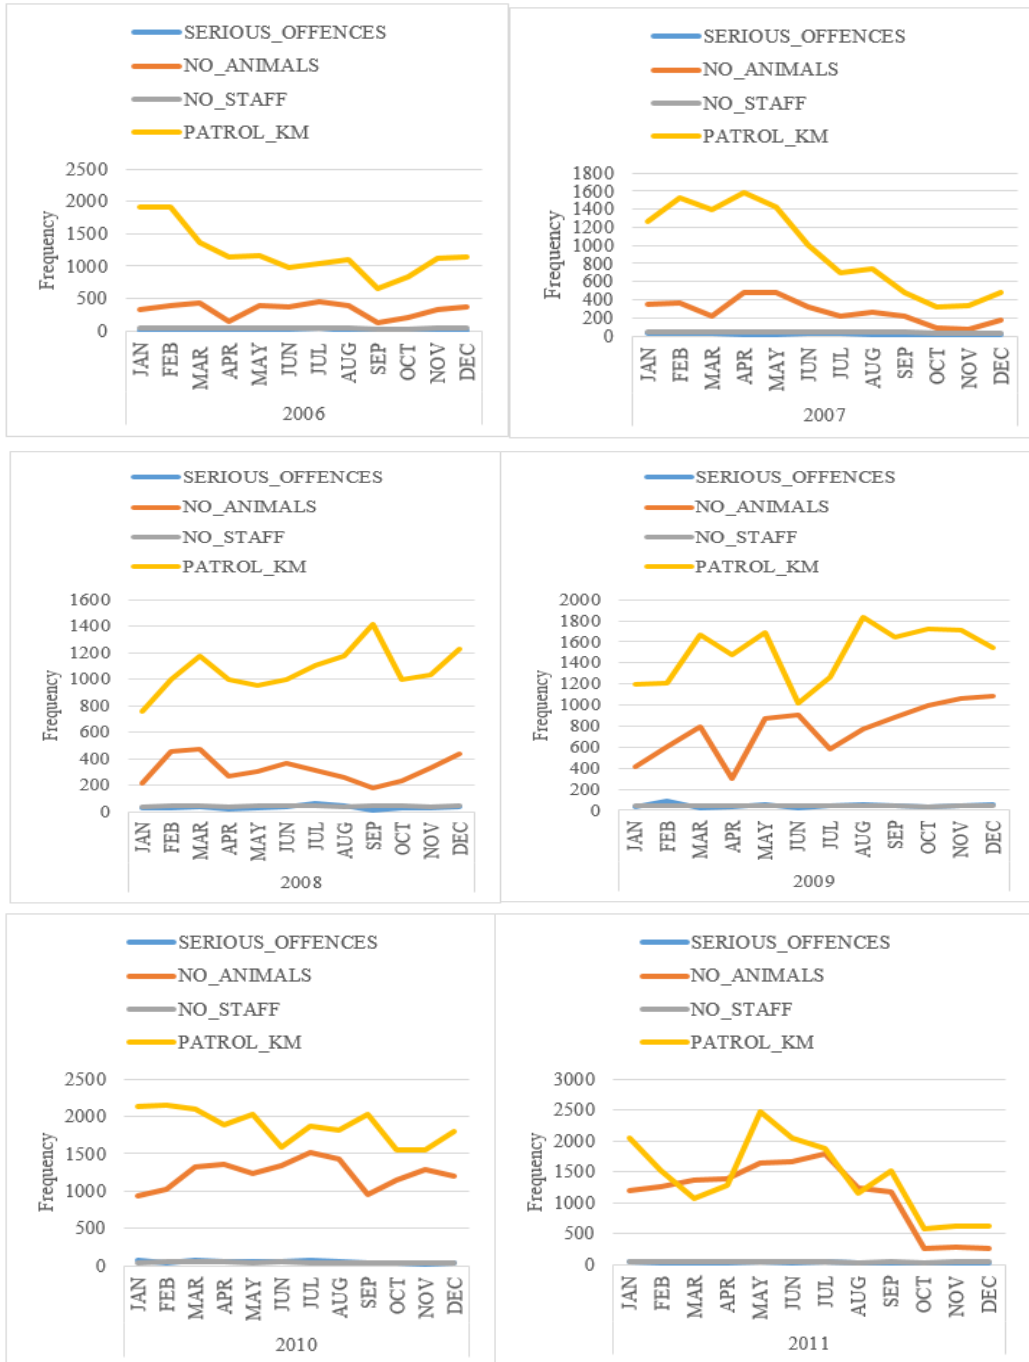 SERIOUS_OFFENCES
NO_ANIMALS
NO_STAFF
PATROL_KM
2500
2000
1500
1000
500
0
Frequency
JAN FEB MAR APR MAY JUN JUL AUG SEP OCT NOV DEC
2006
SERIOUS_OFFENCES
NO_ANIMALS
NO_STAFF
PATROL_KM
1800
1600
1400
1200
1000
800
600
400
200
0
Frequency
JAN FEB MAR APR MAY JUN JUL AUG SEP OCT NOV DEC
2007
SERIOUS_OFFENCES
NO_ANIMALS
NO_STAFF
PATROL_KM
1600
1400
1200
1000
800
600
400
200
0
Frequency
JAN FEB MAR APR MAY JUN JUL AUG SEP OCT NOV DEC
2008
SERIOUS_OFFENCES
NO_ANIMALS
NO_STAFF
PATROL_KM
2000
1800
1600
1400
1200
1000
800
600
400
200
0
Frequency
JAN FEB MAR APR MAY JUN JUL AUG SEP OCT NOV DEC
2009
SERIOUS_OFFENCES
NO_ANIMALS
NO_STAFF
PATROL_KM
2500
2000
1500
1000
500
0
Frequency
JAN FEB MAR APR MAY JUN JUL AUG SEP OCT NOV DEC
2010
SERIOUS_OFFENCES
NO_ANIMALS
NO_STAFF
PATROL_KM
3000
2500
2000
1500
1000
500
0
Frequency
JAN FEB MAR APR MAY JUN JUL AUG SEP OCT NOV DEC
2011